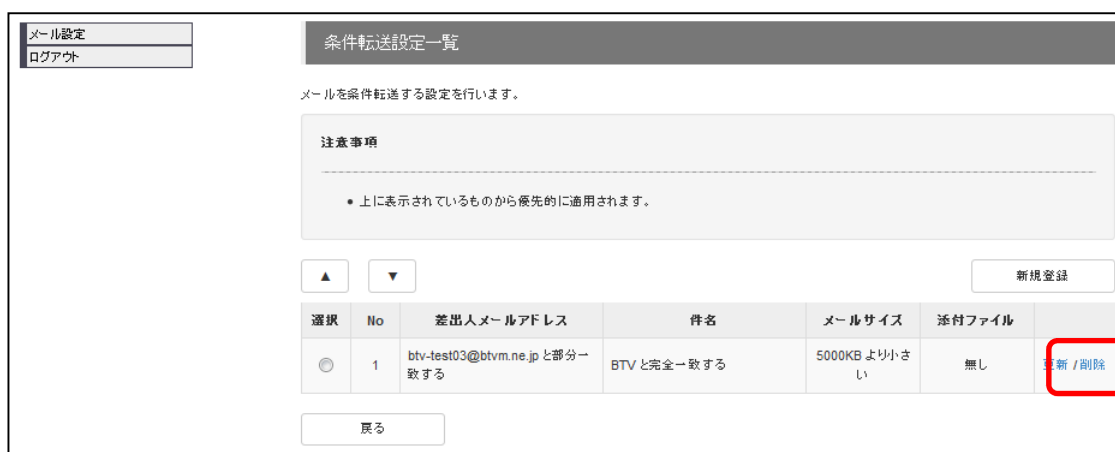 メール設定
ログアウト
条件転送設定一覧
メールを条件転送する設定を行います。
注意事項
• 上に表示されているものから優先的に適用されます。
▲ ▼ 新規登録
選択 No 差出人メールアドレス 件名 メールサイズ 添付ファイル
1 btv-test03@btvm.ne.jp と部分一致する BTV と完全一致する 5000KB より小さい 無し 更新 / 削除
戻る